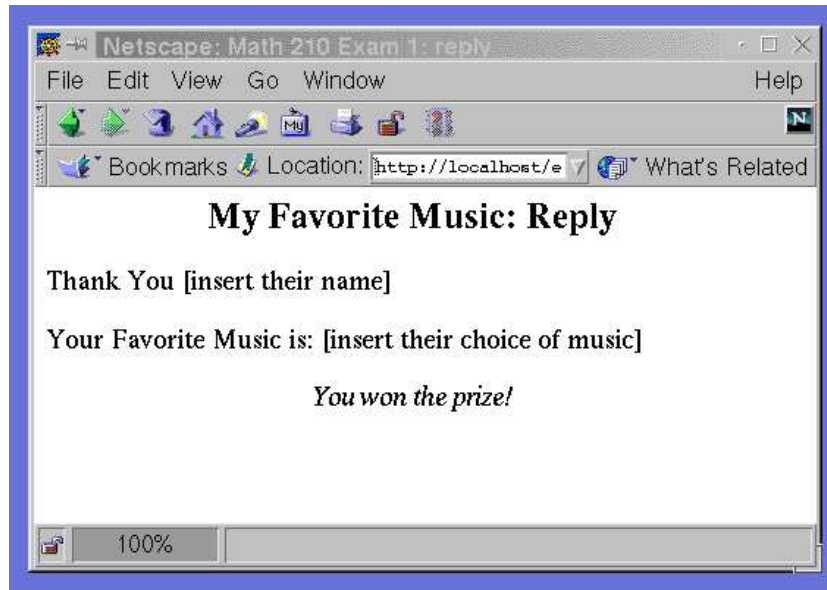 Netscape: Math 210 Exam 1: reply
File Edit View Go Window Help
My N
Bookmarks Location: http://localhost/e What's Related
My Favorite Music: Reply
Thank You [insert their name]
Your Favorite Music is: [insert their choice of music]
You won the prize!
100%